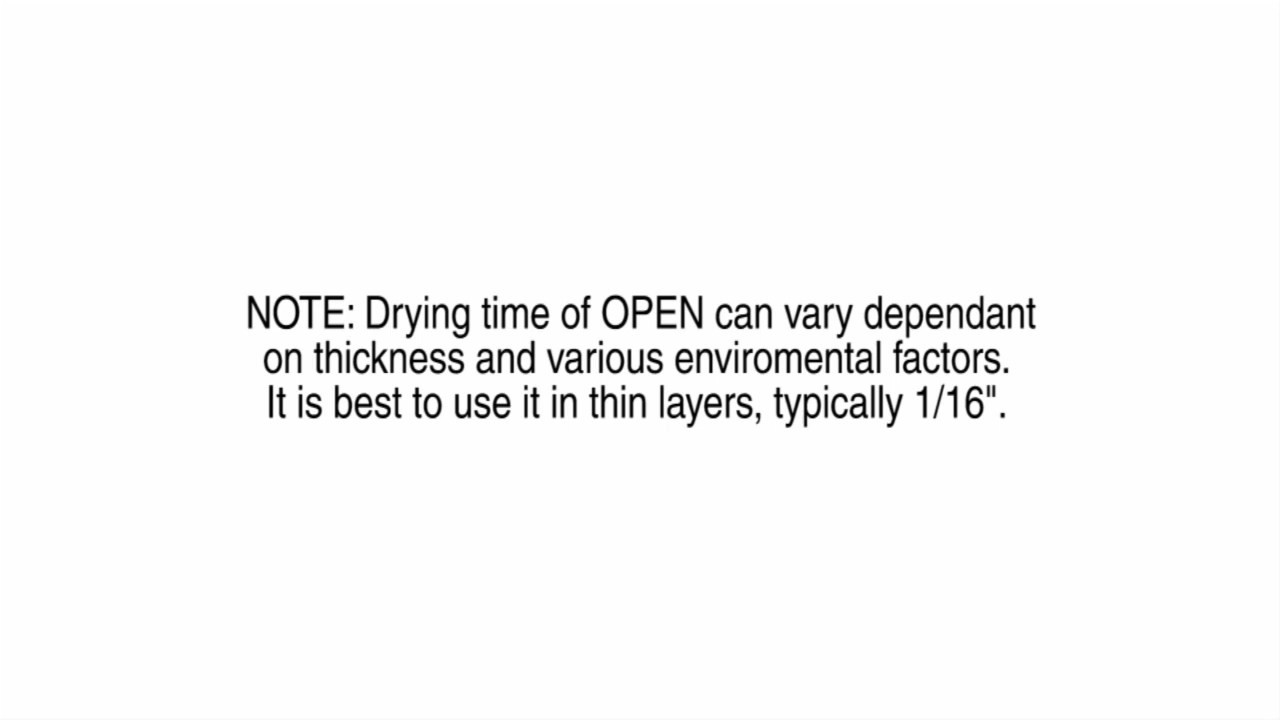 NOTE: Drying time of OPEN can vary dependant
on thickness and various enviromental factors.
It is best to use it in thin layers, typically 1/16".